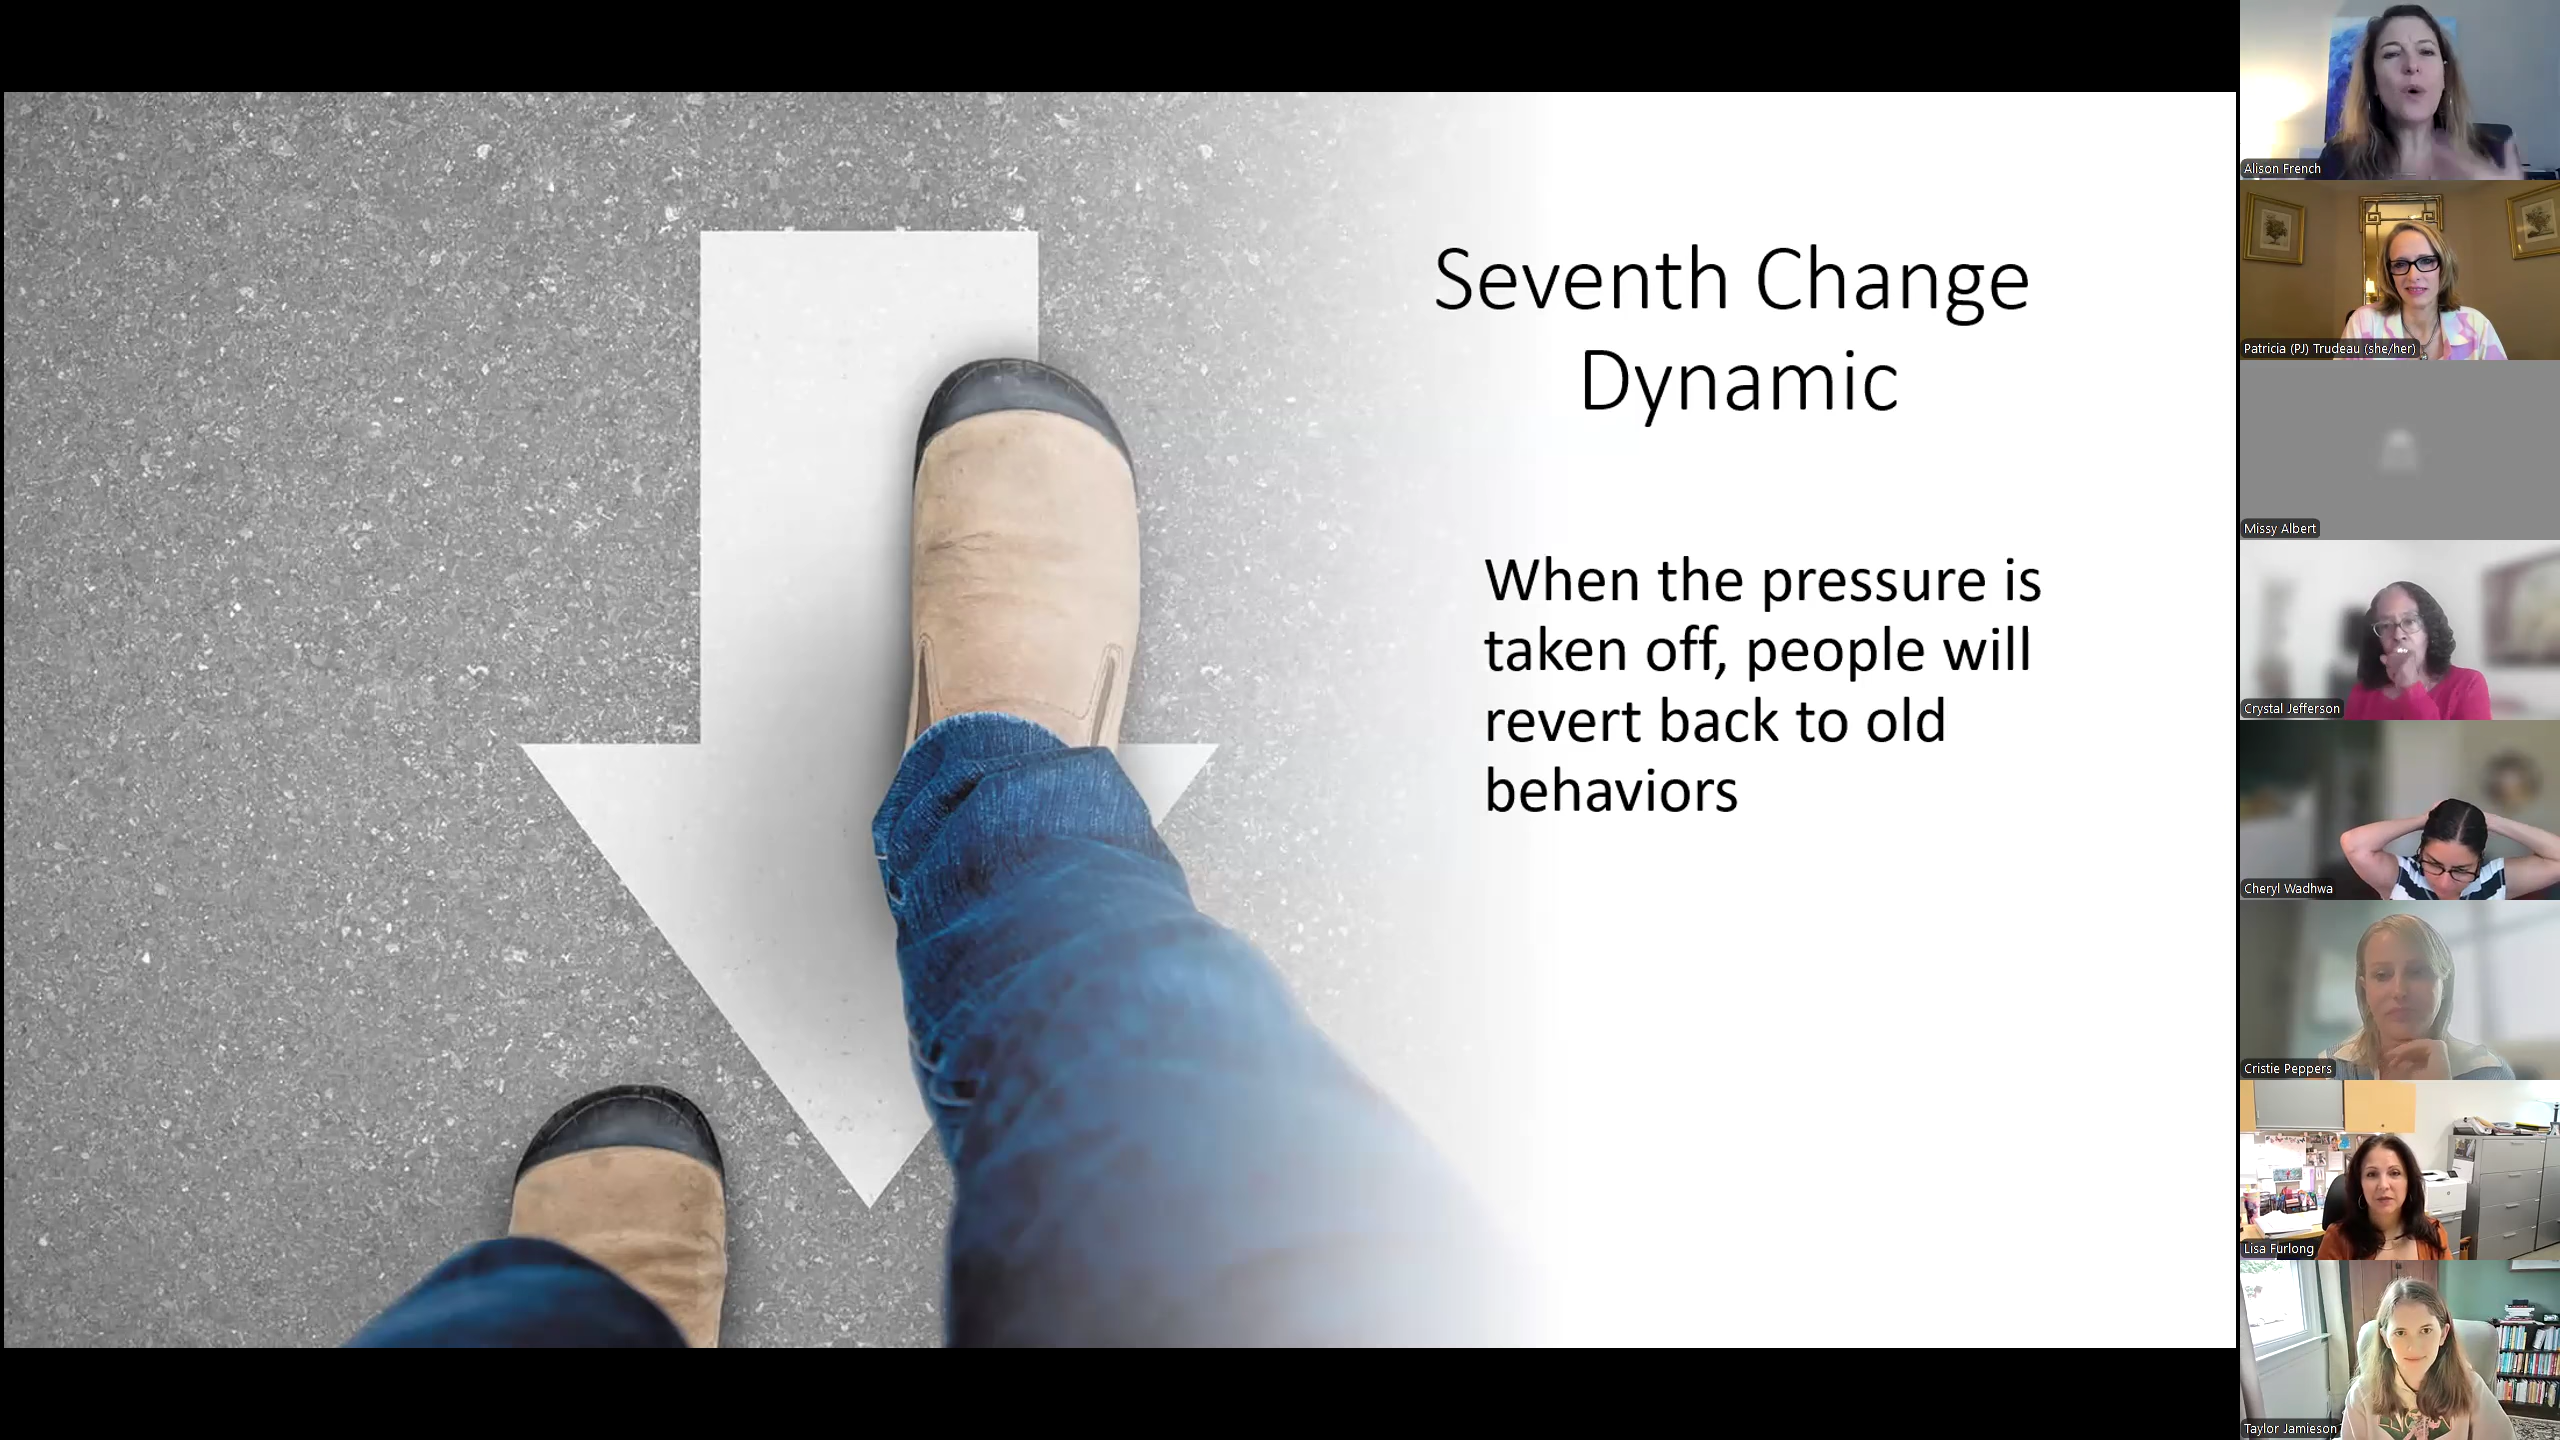 Seventh Change
Dynamic
When the pressure is
taken off, people will
revert back to old
behaviors
Alison French
Patricia (PJ) Trudeau (she/her)
Missy Albert
Crystal Jefferson
Cheryl Wadhwa
Cristie Peppers
Lisa Furlong
Taylor Jamieson